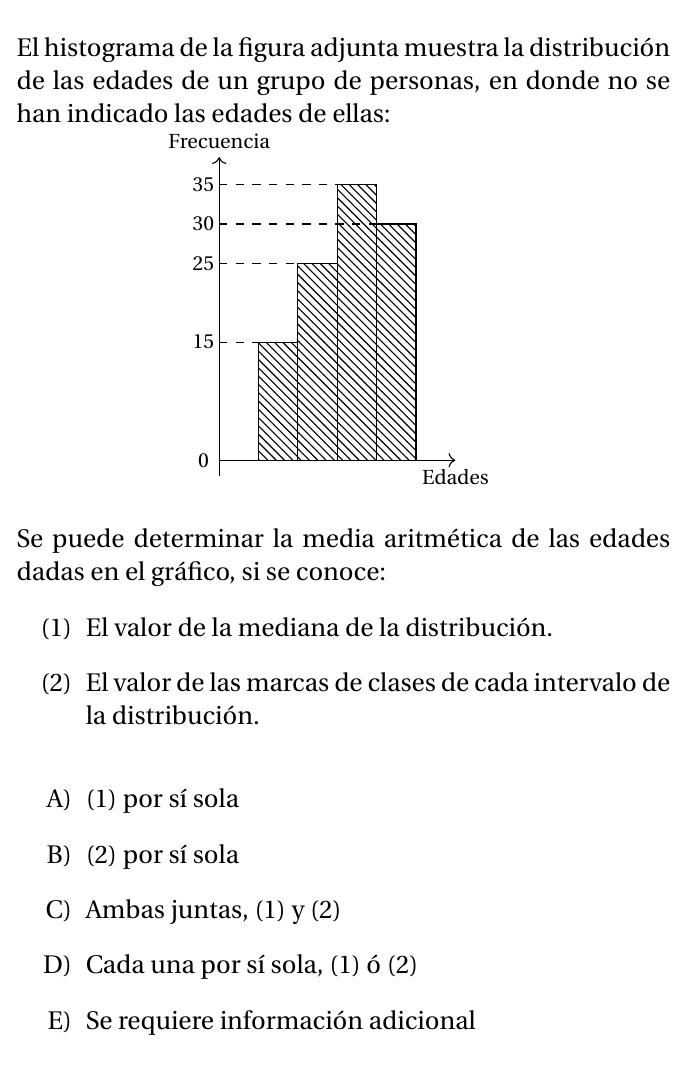 El histograma de la figura adjunta muestra la distribución
de las edades de un grupo de personas, en donde no se
han indicado las edades de ellas:
Frecuencia
35
30
25
15
0
Edades
Se puede determinar la media aritmética de las edades
dadas en el gráfico, si se conoce:
(1) El valor de la mediana de la distribución.
(2) El valor de las marcas de clases de cada intervalo de
la distribución.
A) (1) por sí sola
B) (2) por sí sola
C) Ambas juntas, (1) y (2)
D) Cada una por sí sola, (1) ó (2)
E) Se requiere información adicional